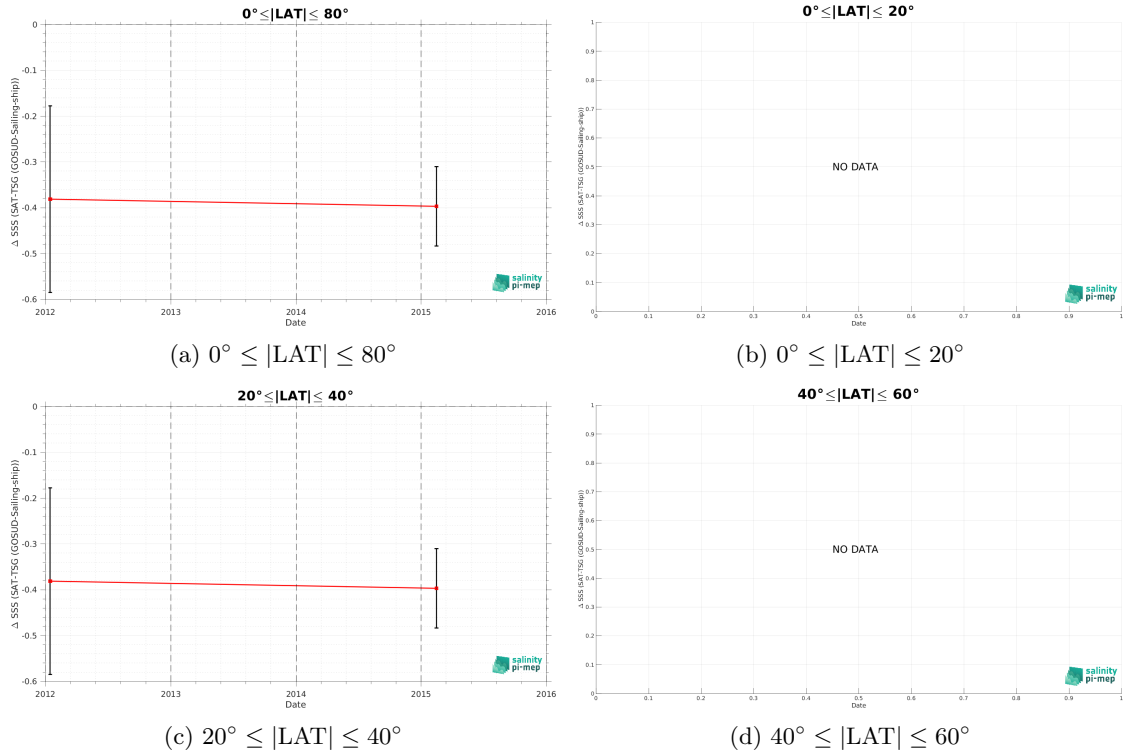 0°≤|LAT|≤ 80°
0
-0.1
-0.2
-0.3
-0.4
-0.5
-0.6
Δ SSS (SAT-TSG (GOSUD-Sailing-ship))
2012 2013 2014 2015 2016
Date
salinity
pi-mep
(a) 0° ≤ |LAT| ≤ 80°
0°≤|LAT|≤ 20°
1
0.9
0.8
0.7
0.6
0.5
0.4
0.3
0.2
0.1
0
Δ SSS (SAT-TSG (GOSUD-Sailing-ship))
NO DATA
0 0.1 0.2 0.3 0.4 0.5 0.6 0.7 0.8 0.9 1
Date
salinity
pi-mep
(b) 0° ≤ |LAT| ≤ 20°
20°≤|LAT|≤ 40°
0
-0.1
-0.2
-0.3
-0.4
-0.5
-0.6
Δ SSS (SAT-TSG (GOSUD-Sailing-ship))
2012 2013 2014 2015 2016
Date
salinity
pi-mep
(c) 20° ≤ |LAT| ≤ 40°
40°≤|LAT|≤ 60°
1
0.9
0.8
0.7
0.6
0.5
0.4
0.3
0.2
0.1
0
Δ SSS (SAT-TSG (GOSUD-Sailing-ship))
NO DATA
0 0.1 0.2 0.3 0.4 0.5 0.6 0.7 0.8 0.9 1
Date
salinity
pi-mep
(d) 40° ≤ |LAT| ≤ 60°